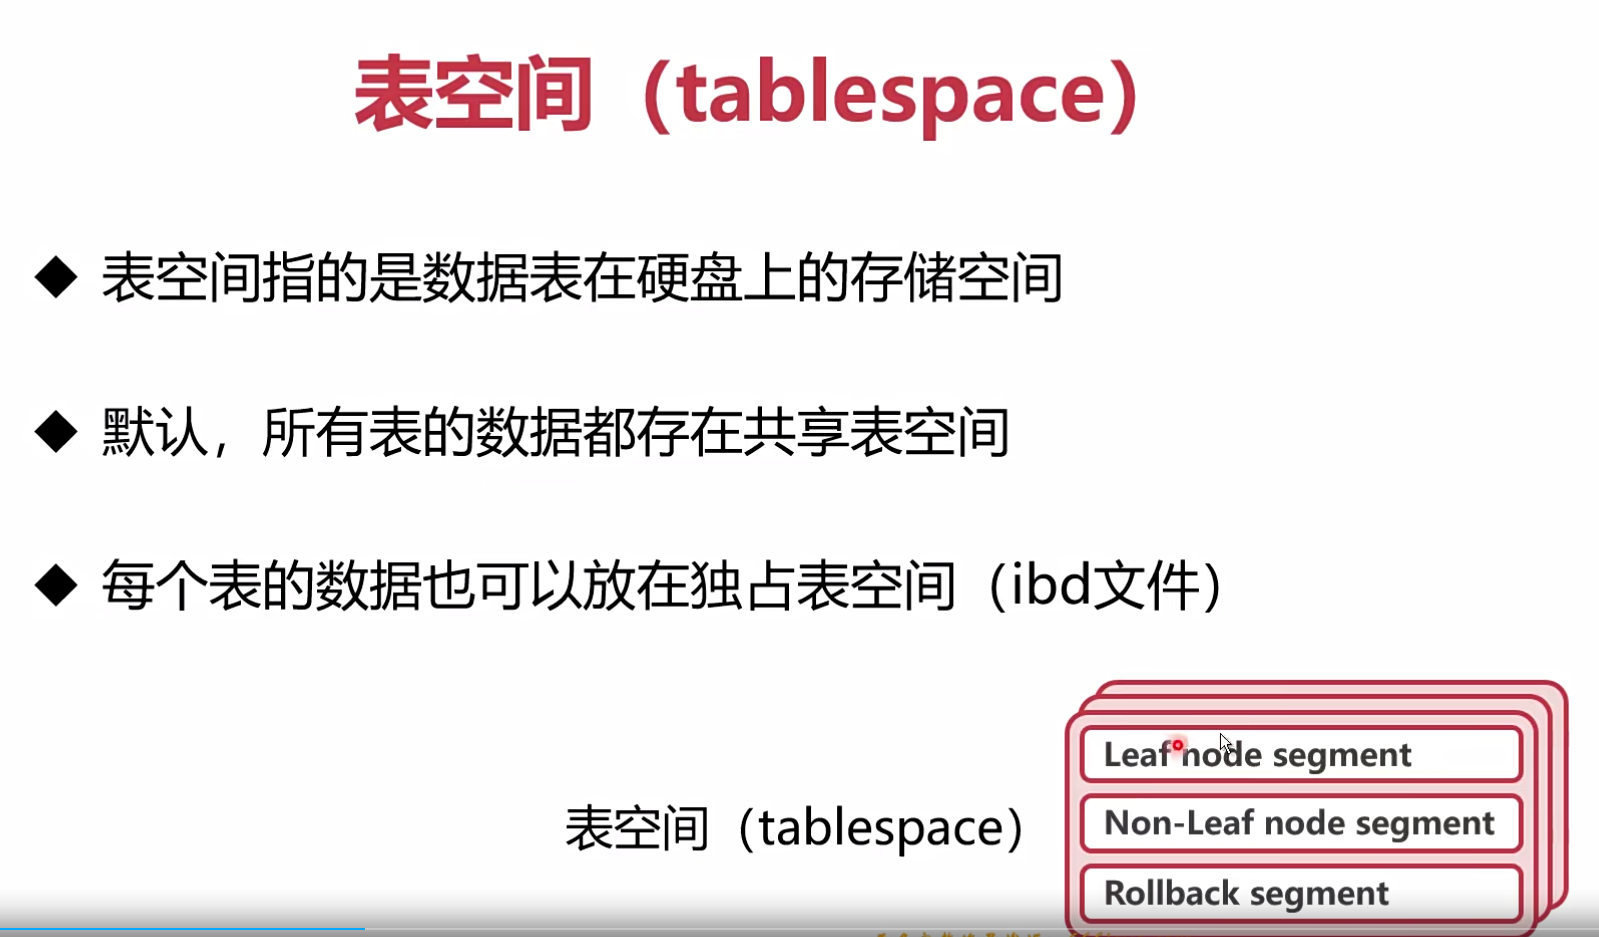 表空间（tablespace）
◆ 表空间指的是数据表在硬盘上的存储空间
◆ 默认，所有表的数据都存在共享表空间
◆ 每个表的数据也可以放在独占表空间（ibd文件）
Leaf node segment
表空间（tablespace）
Non-Leaf node segment
Rollback segment